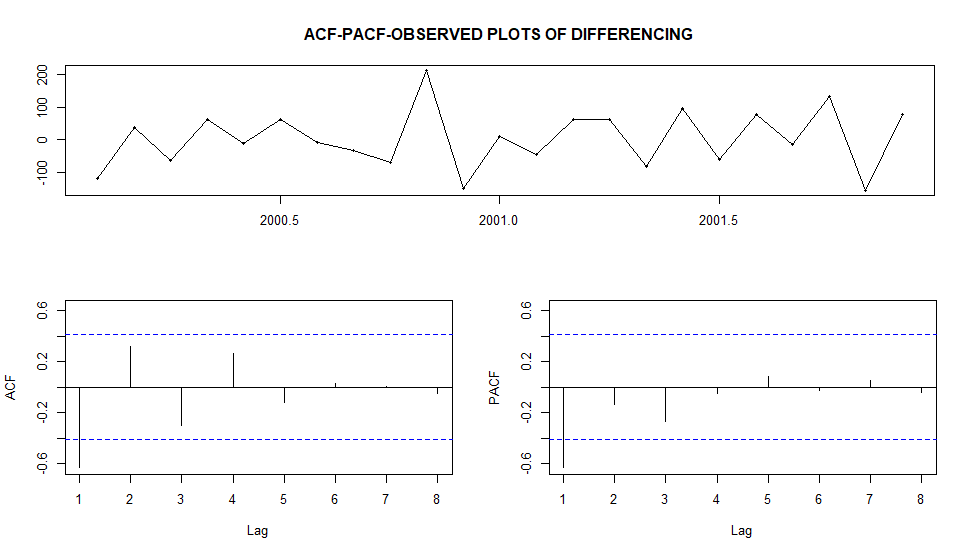 ACF-PACF-OBSERVED PLOTS OF DIFFERENCING
200
100
0
-100
2000.5 2001.0 2001.5
0.6
0.2
-0.2
-0.6
ACF
1 2 3 4 5 6 7 8
Lag
0.6
0.2
-0.2
-0.6
PACF
1 2 3 4 5 6 7 8
Lag